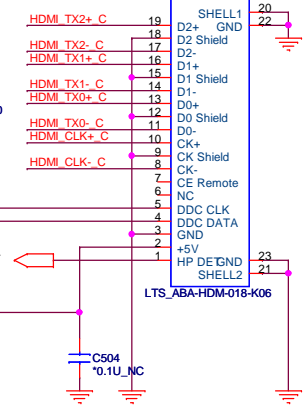 SHELL1 20
HDMI_TX2+_C 19 D2+ GND 22
18 D2 Shield
HDMI_TX2-_C 17 D2-
HDMI_TX1+_C 16 D1+
15 D1 Shield
HDMI_TX1-_C 14 D1-
HDMI_TX0+_C 13 D0+
12 D0 Shield
HDMI_TX0-_C 11 D0-
HDMI_CLK+_C 10 CK+
9 CK Shield
HDMI_CLK-_C 8 CK-
7 CE Remote
6 NC
5 DDC CLK
4 DDC DATA
3 GND
2 +5V
1 HP DET GND 23
SHELL2 21
LTS_ABA-HDM-018-K06
C504
*0.1U_NC